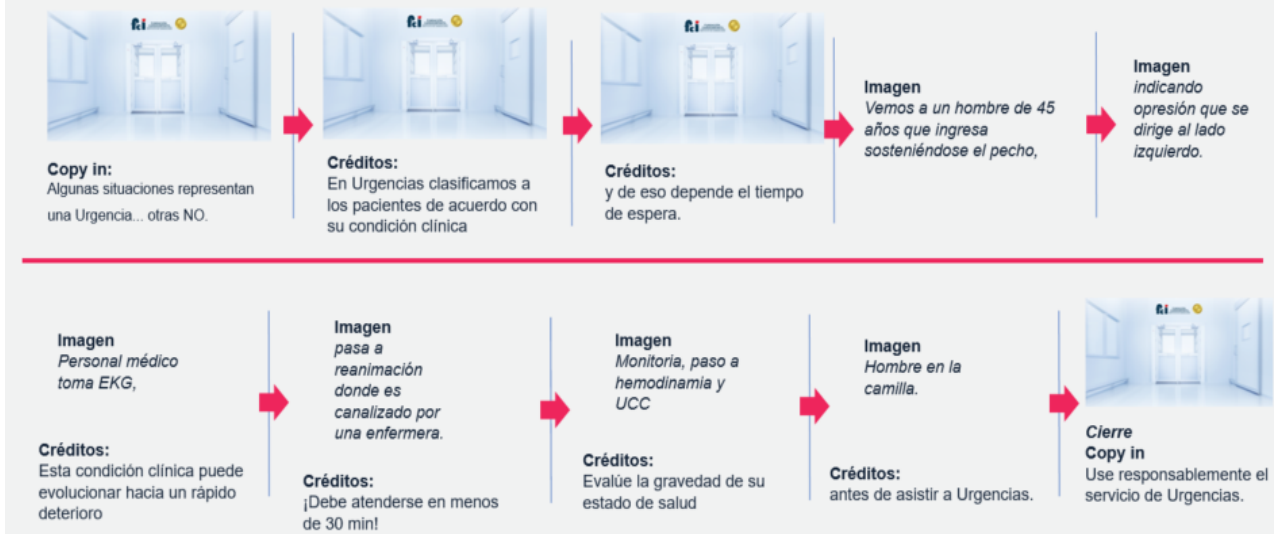 fci
fci
fci
Copy in:
Algunas situaciones representan
una Urgencia... otras NO.
Créditos:
En Urgencias clasificamos a
los pacientes de acuerdo con
su condición clínica
Créditos:
y de eso depende el tiempo
de espera.
Imagen
Vemos a un hombre de 45
años que ingresa
sosteniéndose el pecho,
Imagen
indicando
opresión que se
dirige al lado
izquierdo.
Imagen
Personal médico
toma EKG,
Créditos:
Esta condición clínica puede
evolucionar hacia un rápido
deterioro
Imagen
pasa a
reanimación
donde es
canalizado por
una enfermera.
Créditos:
¡Debe atenderse en menos
de 30 min!
Imagen
Monitoria, paso a
hemodinamia y
UCC
Créditos:
Evalúe la gravedad de su
estado de salud
Imagen
Hombre en la
camilla.
Créditos:
antes de asistir a Urgencias.
fci
Cierre
Copy in
Use responsablemente el
servicio de Urgencias.